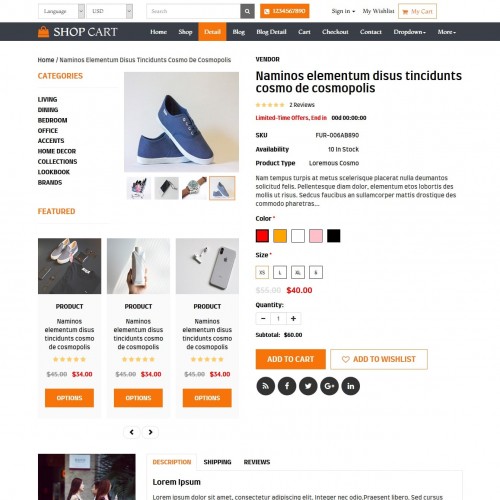 Language
USD
Search
1234567890
Sign in
My Wishlist
My Cart
SHOP CART
Home
Shop
Detail
Blog
Blog Detail
Cart
Checkout
Contact
Dropdown
More
Home / Naminos Elementum Disus Tincidunts Cosmo De Cosmopolis
CATEGORIES
LIVING
DINING
BEDROOM
OFFICE
ACCENTS
HOME DECOR
COLLECTIONS
LOOKBOOK
BRANDS
FEATURED
PRODUCT
Naminos elementum disus tincidunts cosmo de cosmopolis
$45.00 $34.00
OPTIONS
PRODUCT
Naminos elementum disus tincidunts cosmo de cosmopolis
$45.00 $34.00
OPTIONS
PRODUCT
Naminos elementum disus tincidunts cosmo de cosmopolis
$45.00 $34.00
OPTIONS
VENDOR
Naminos elementum disus tincidunts
cosmo de cosmopolis
2 Reviews
Limited-Time Offers, End in 00d 00:00:00
SKU FUR-006AB890
Availability 10 In Stock
Product Type Loremous Cosmo
Nam tempus turpis at metus scelerisque placerat nulla deumantos
solicitud felis. Pellentesque diam dolor, elementum etos lobortis des
mollis ut risus. Sedcus faucibus an sullamcorper mattis drostique des
commodo pharetras...
Color *
Size *
XS L XL S
$55.00 $40.00
Quantity:
− 1 +
Subtotal: $60.00
ADD TO CART
ADD TO WISHLIST
DESCRIPTION SHIPPING REVIEWS
Lorem Ipsum
Lorem ipsum dolor sit amet, consectetur adipiscing elit, sed do eiusmod